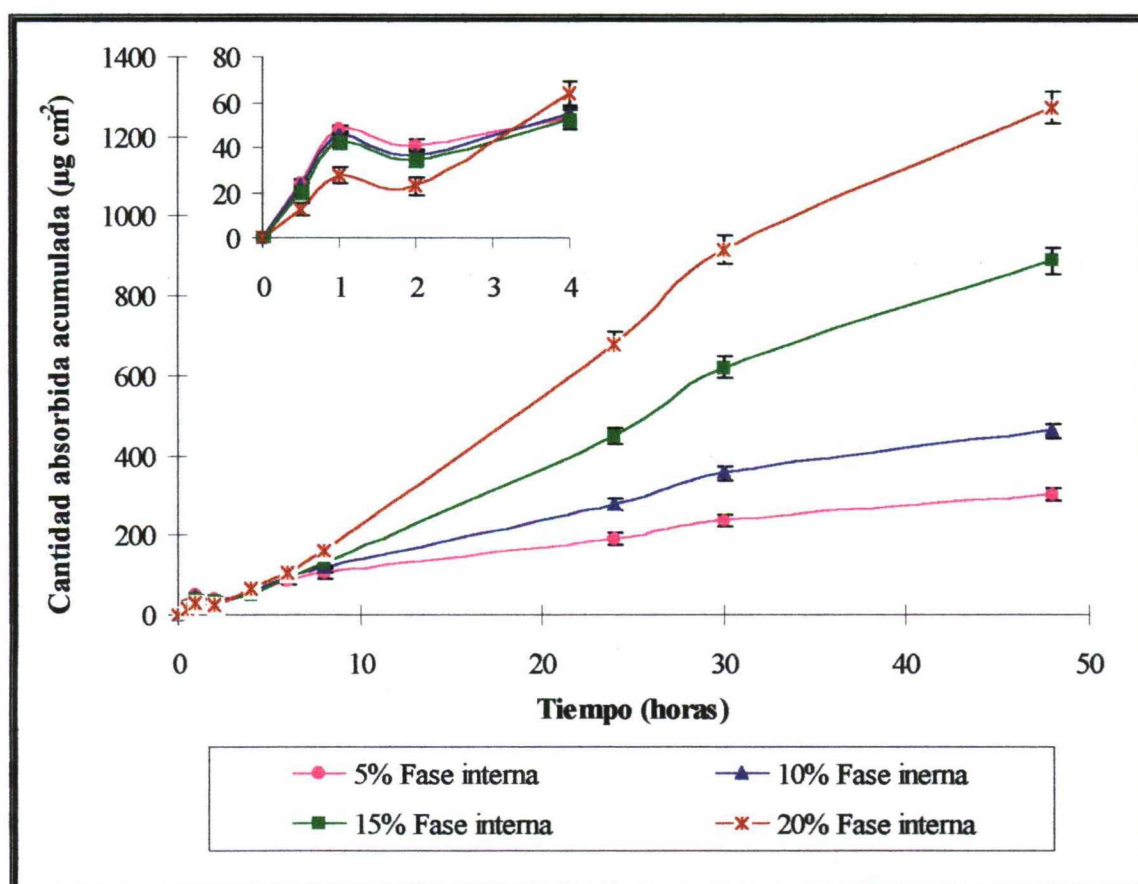 Cantidad absorbida acumulada (µg cm²)
1400
1200
1000
800
600
400
200
0
80
60
40
20
0
0 1 2 3 4
0 10 20 30 40 50
Tiempo (horas)
5% Fase interna
10% Fase inerna
15% Fase interna
20% Fase interna